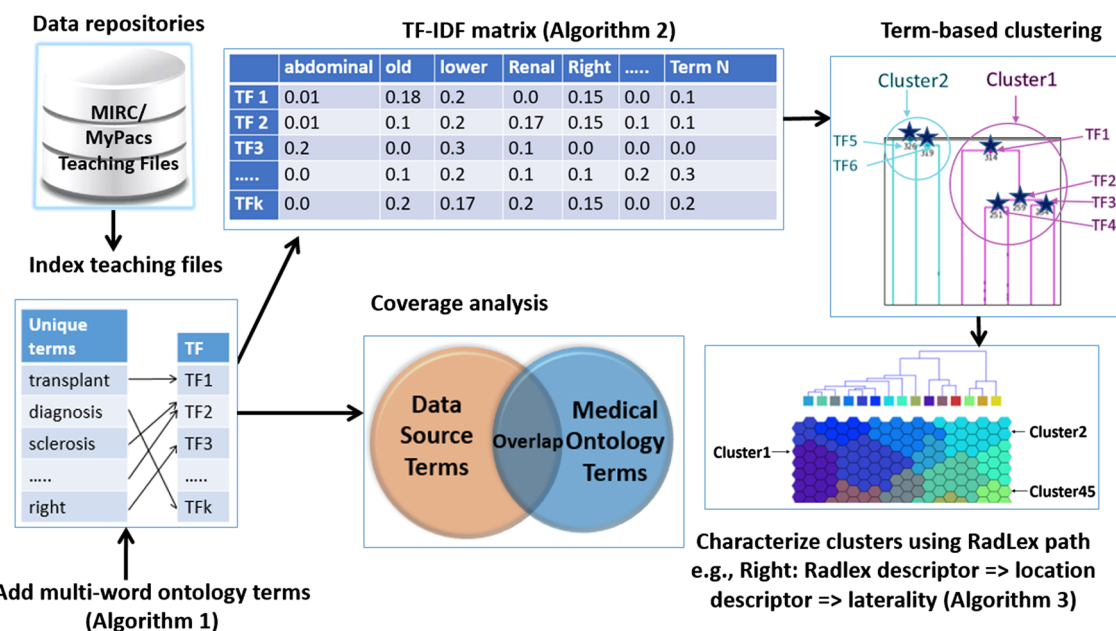 Data repositories
MIRC/
MyPacs
Teaching Files
Index teaching files
Unique
terms
TF
transplant
TF1
diagnosis
TF2
sclerosis
TF3
.....
.....
right
TFk
Add multi-word ontology terms
(Algorithm 1)
TF-IDF matrix (Algorithm 2)
abdominal old lower Renal Right ..... Term N
TF 1 0.01 0.18 0.2 0.0 0.15 0.0 0.1
TF 2 0.01 0.1 0.2 0.17 0.15 0.1 0.1
TF3 0.2 0.0 0.3 0.1 0.0 0.0 0.0
..... 0.0 0.1 0.2 0.1 0.1 0.2 0.3
TFk 0.0 0.2 0.17 0.2 0.15 0.0 0.2
Coverage analysis
Data
Source
Terms
Overlap
Medical
Ontology
Terms
Term-based clustering
Cluster2
Cluster1
TF5
TF6
319
314
TF1
TF2
TF3
TF4
259
251
Cluster1
Cluster2
Cluster45
Characterize clusters using RadLex path
e.g., Right: Radlex descriptor => location
descriptor => laterality (Algorithm 3)